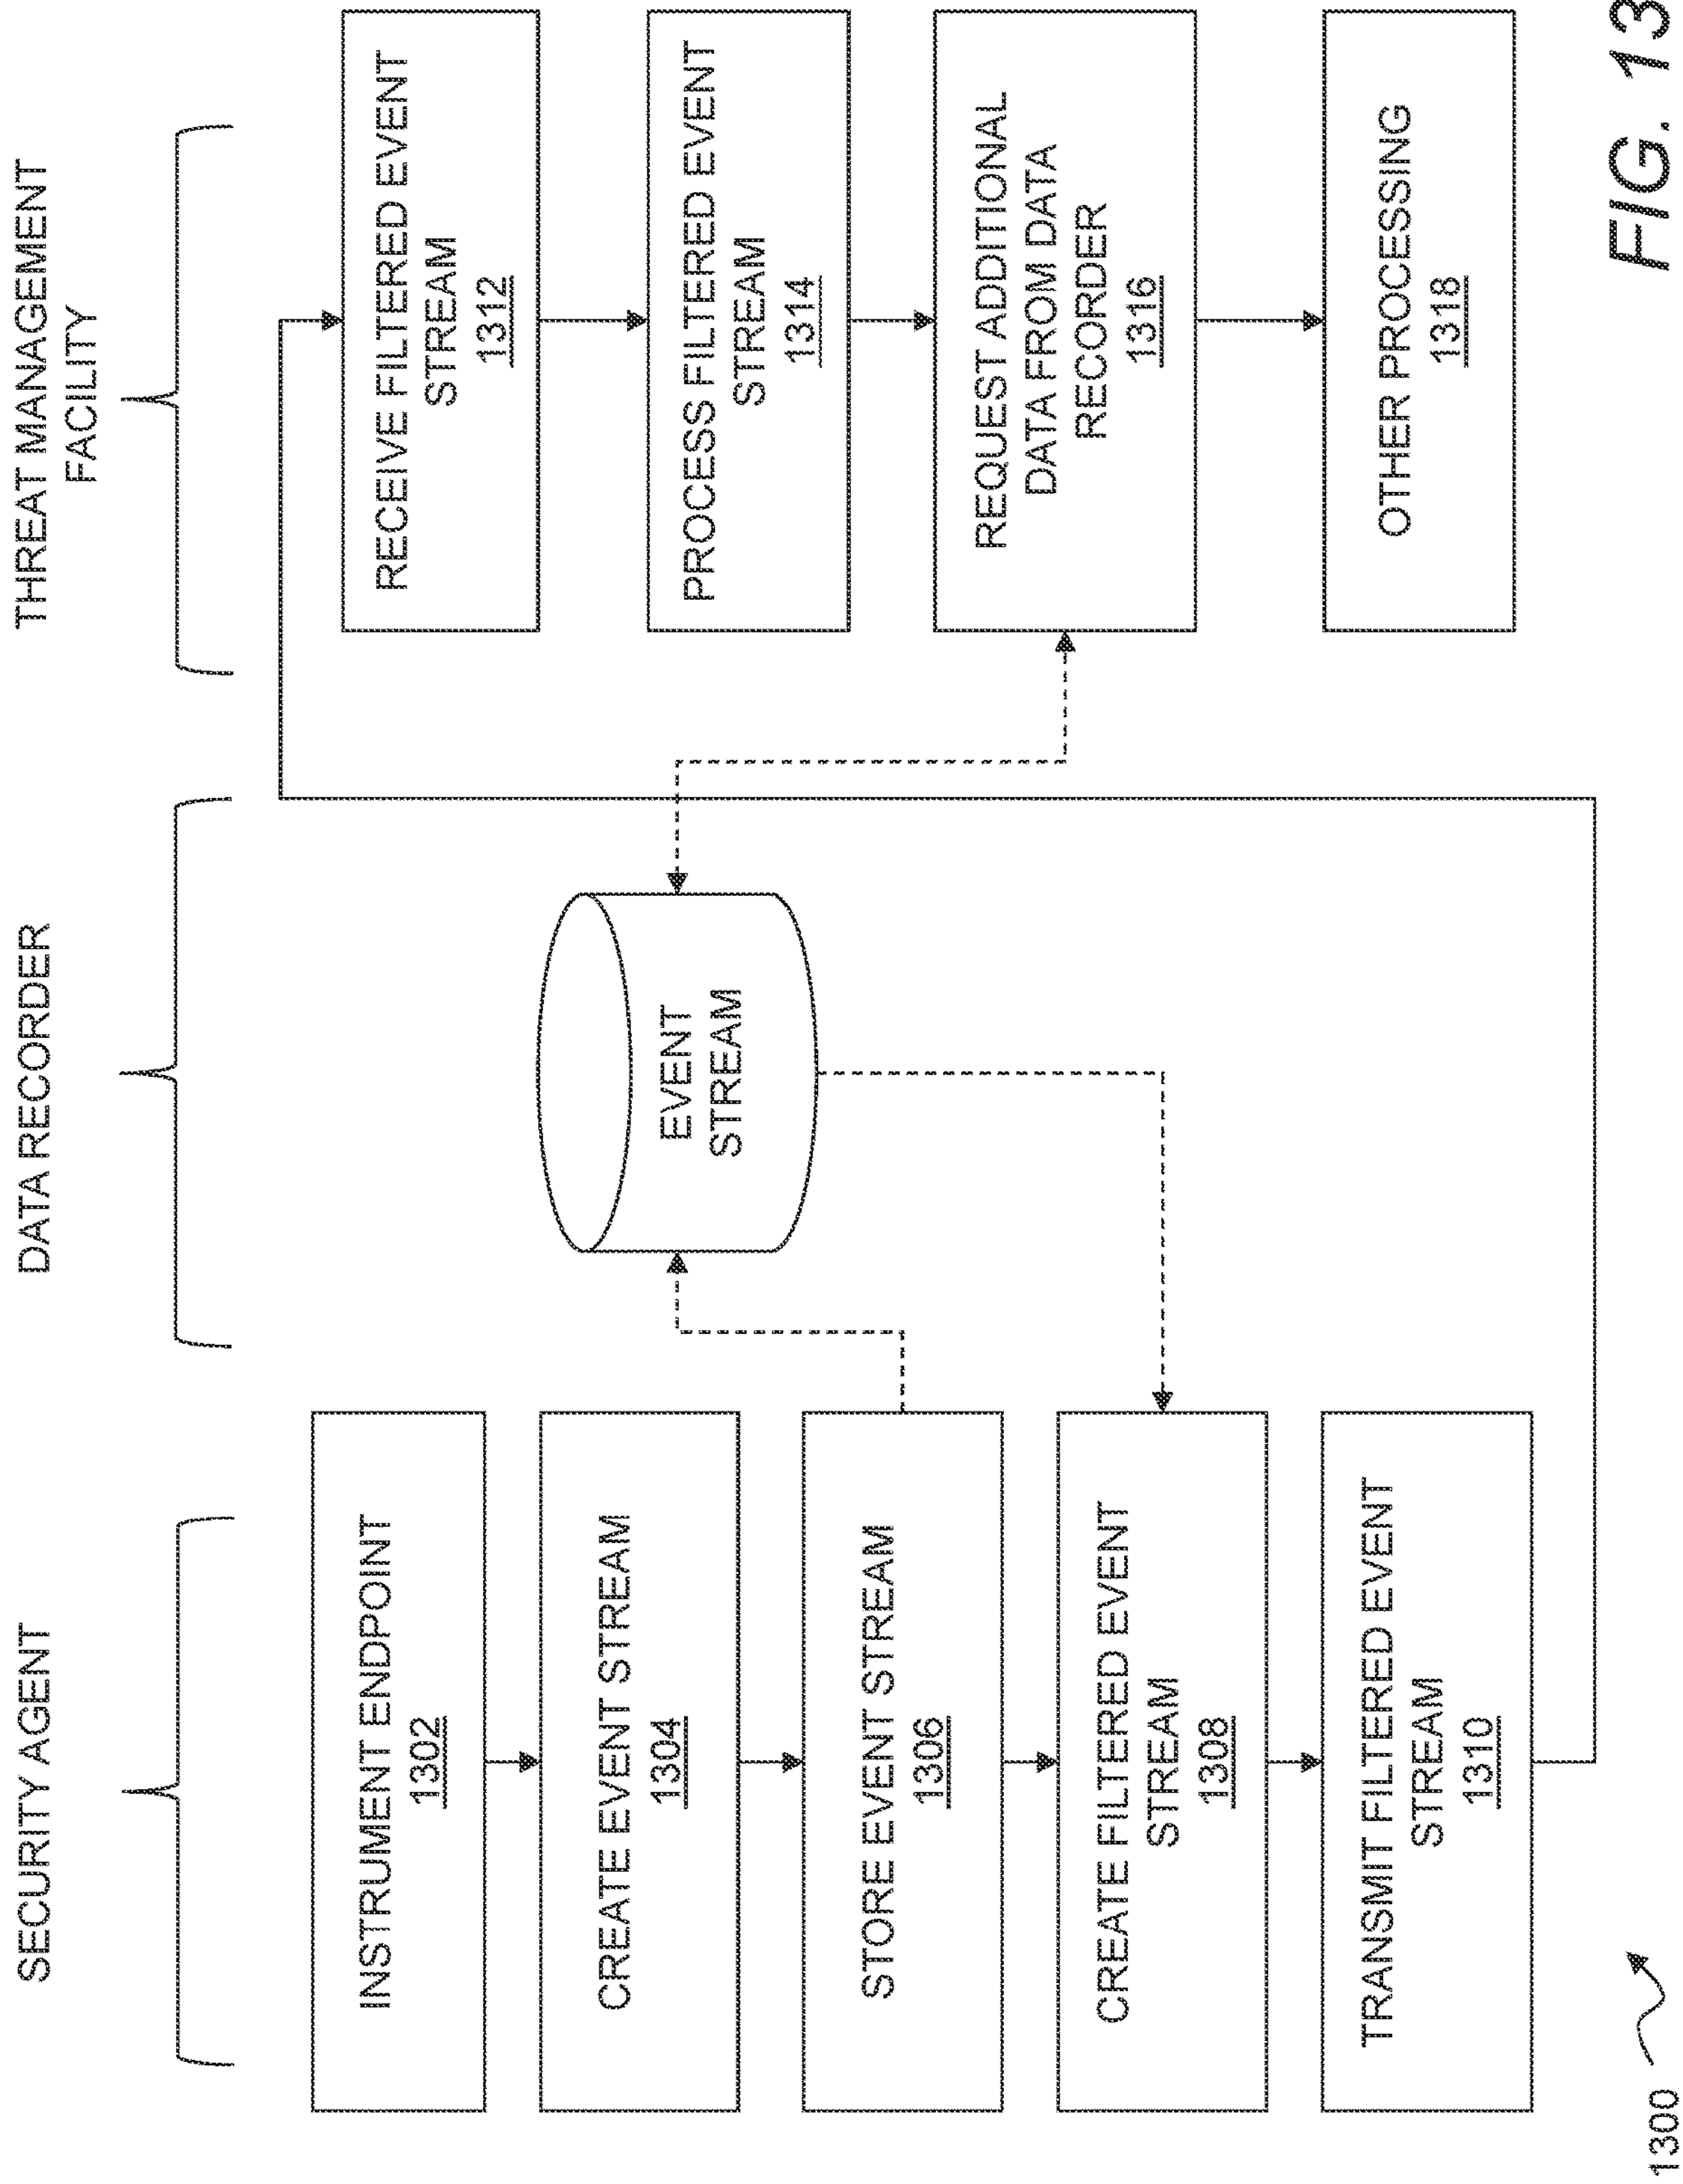 SECURITY AGENT
INSTRUMENT ENDPOINT
1302
CREATE EVENT STREAM
1304
STORE EVENT STREAM
1306
CREATE FILTERED EVENT
STREAM
1308
TRANSMIT FILTERED EVENT
STREAM
1310
DATA RECORDER
EVENT
STREAM
THREAT MANAGEMENT
FACILITY
RECEIVE FILTERED EVENT
STREAM
1312
PROCESS FILTERED EVENT
STREAM
1314
REQUEST ADDITIONAL
DATA FROM DATA
RECORDER
1316
OTHER PROCESSING
1318
1300
FIG. 13